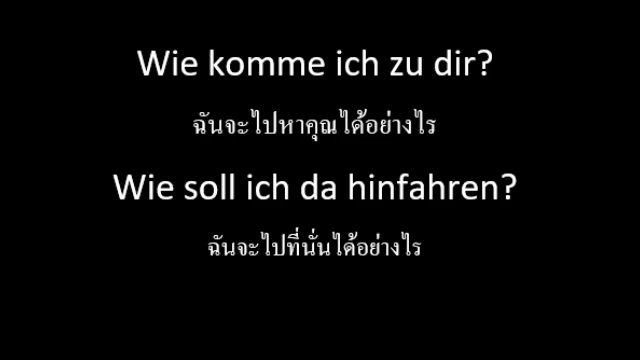 Wie komme ich zu dir?
ฉันจะไปหาคุณได้อย่างไร
Wie soll ich da hinfahren?
ฉันจะไปที่นั่นได้อย่างไร